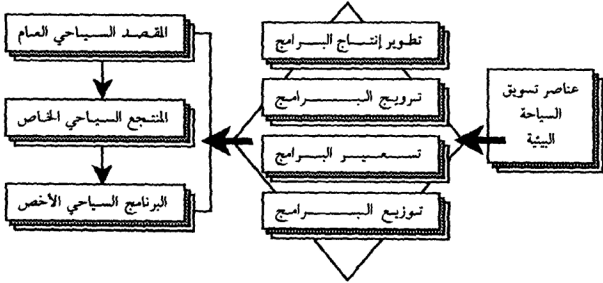 عناصر تسويق
السياحة
البيئية
تطوير إنتاج البرامج
ترويج البرامج
تسعير البرامج
توزيع البرامج
المقصد السياحي العام
المنتجع السياحي الخاص
البرنامج السياحي الأخص